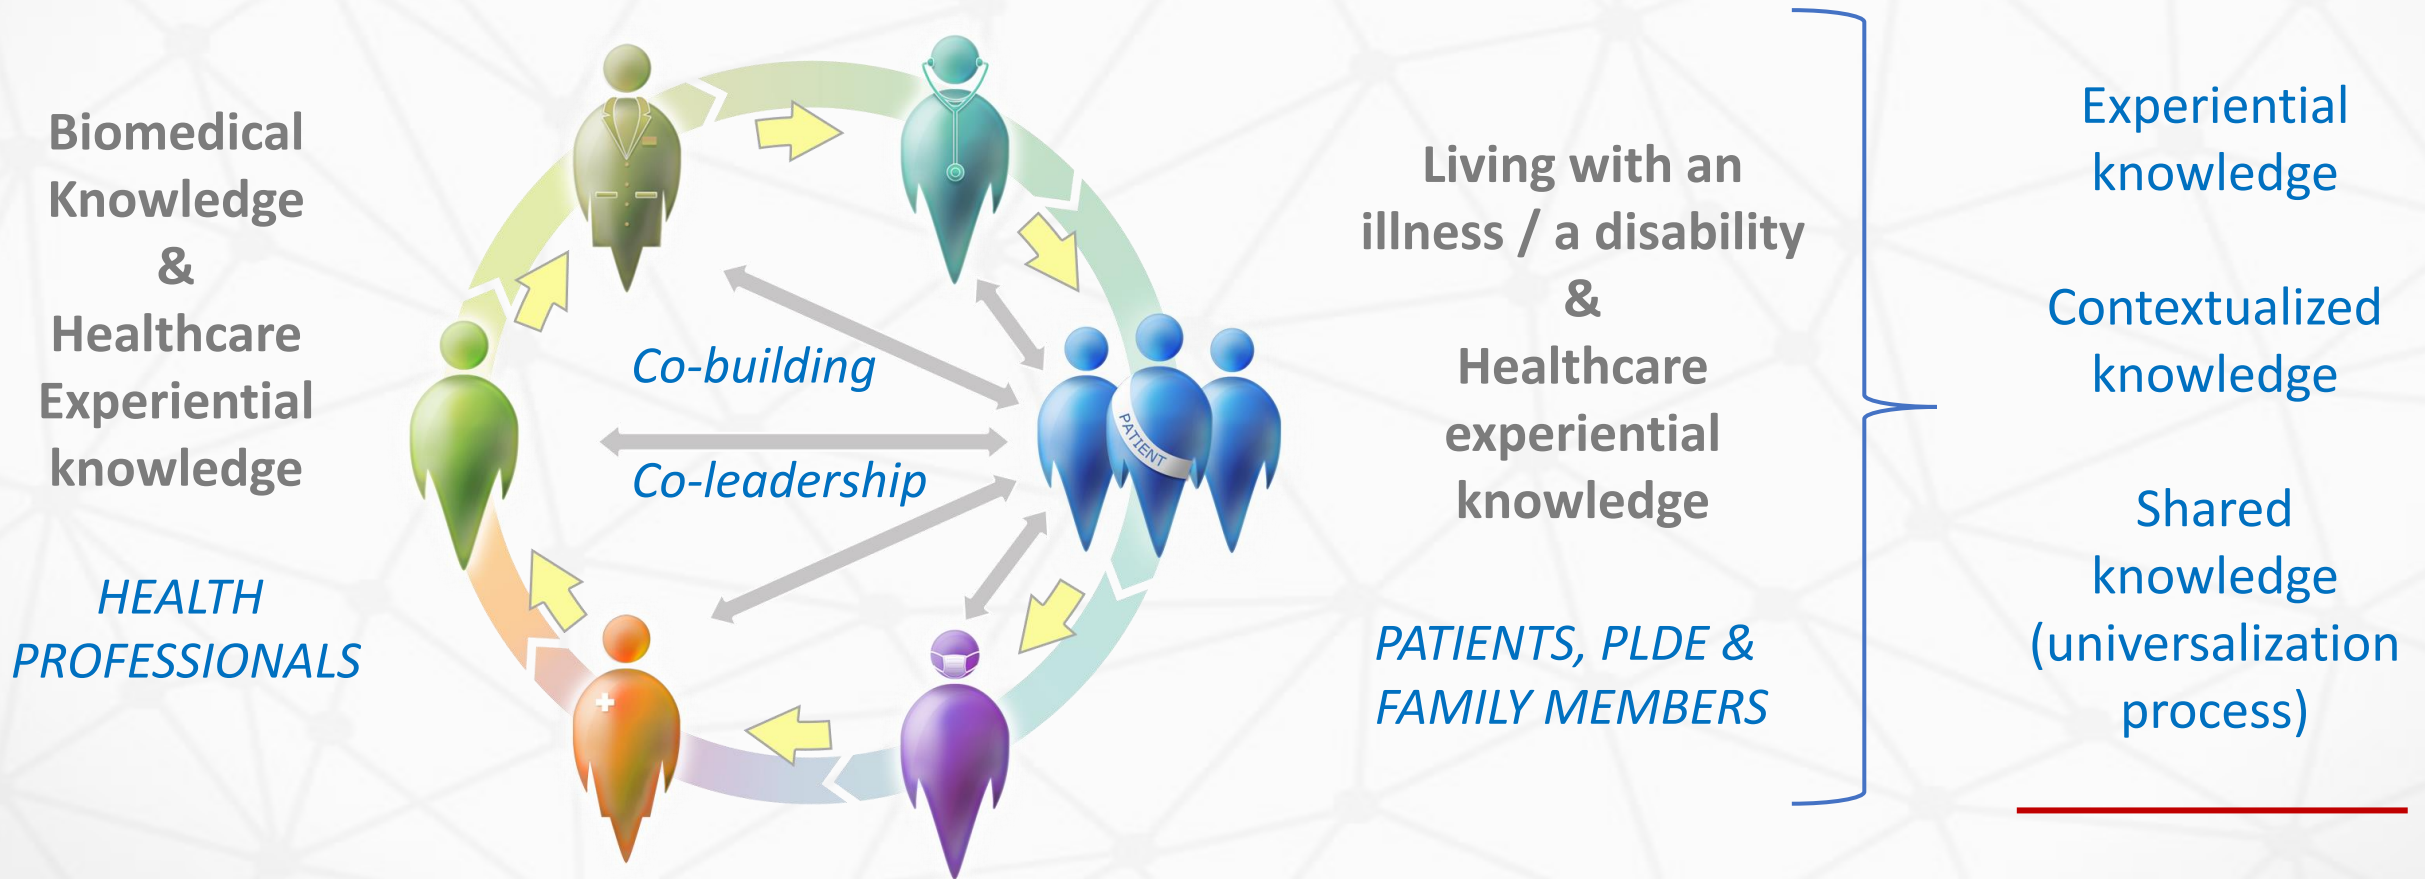 Biomedical
Knowledge
&
Healthcare
Experiential
knowledge
HEALTH
PROFESSIONALS
Co-building
Co-leadership
PATIENT
Living with an
illness / a disability
&
Healthcare
experiential
knowledge
PATIENTS, PLDE &
FAMILY MEMBERS
Experiential
knowledge
Contextualized
knowledge
Shared
knowledge
(universalization
process)